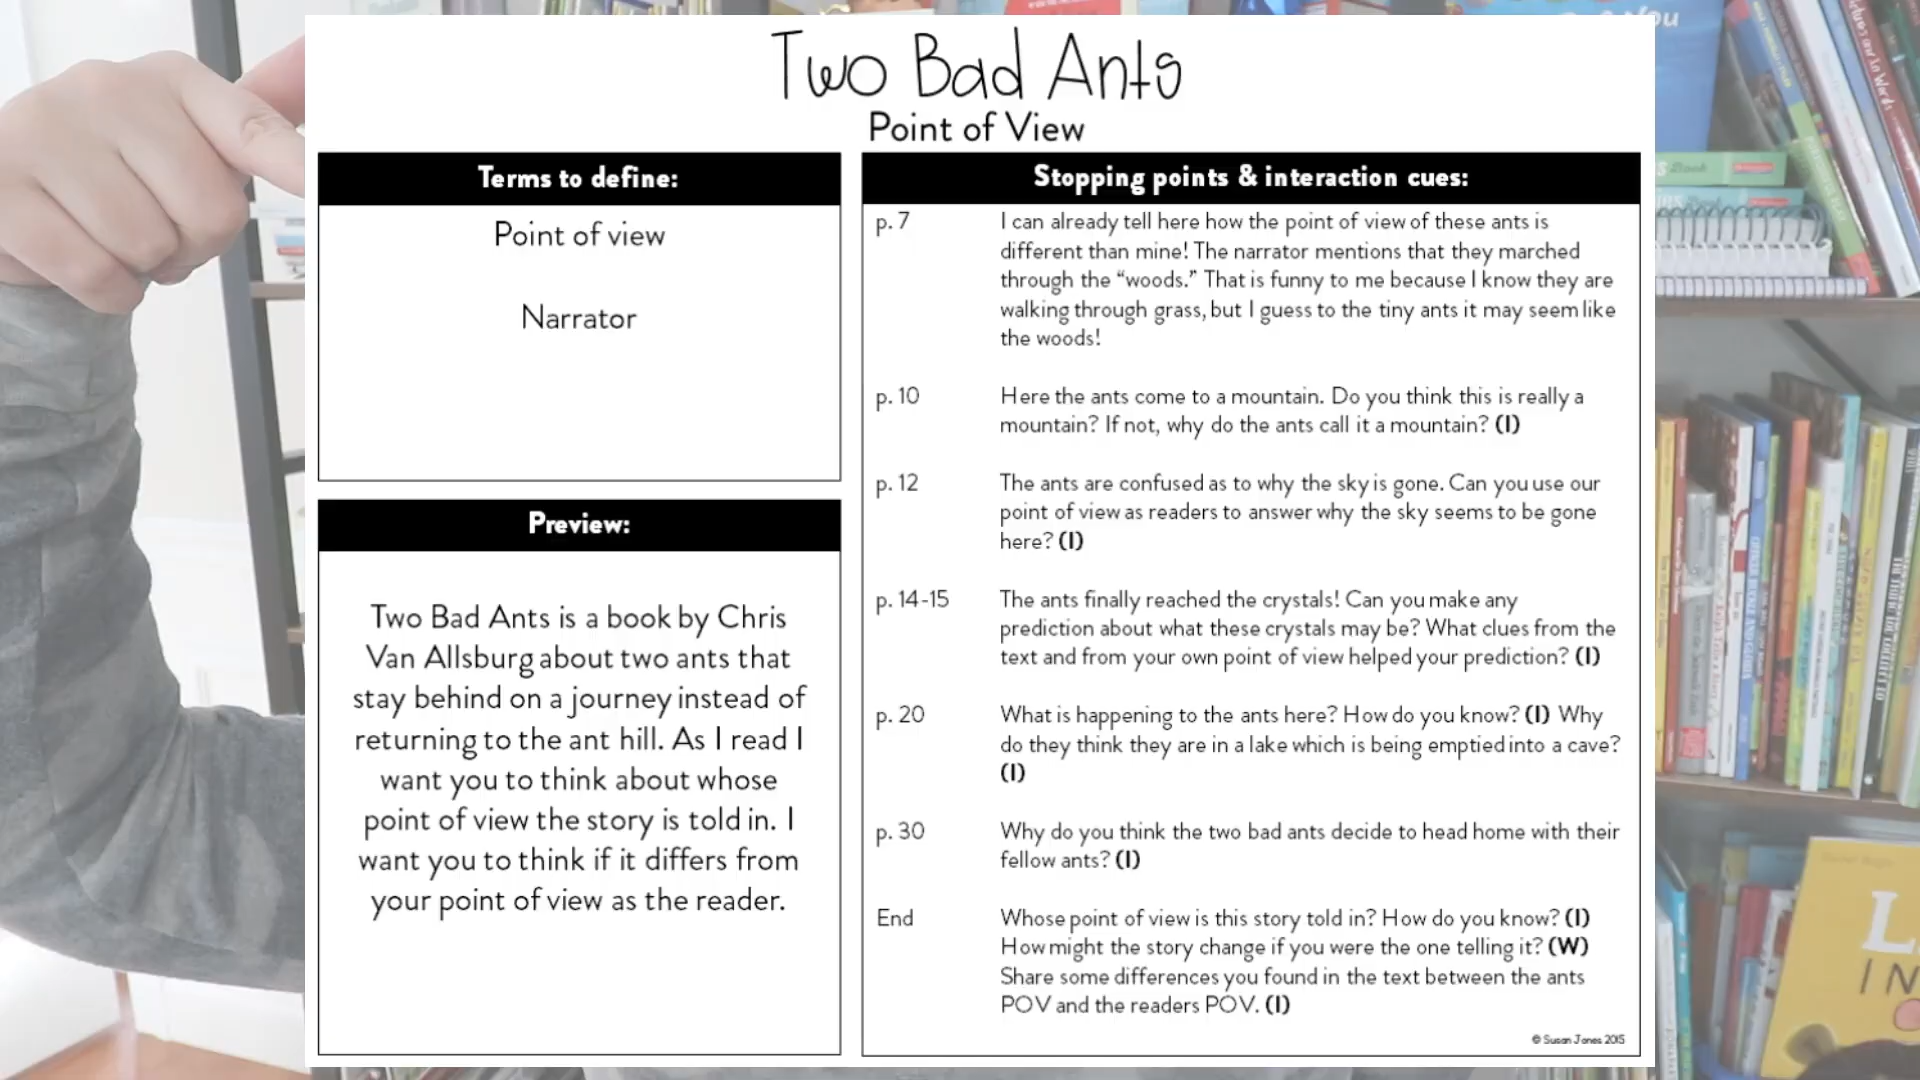 Two Bad Ants
Point of View
Terms to define:
Point of view
Narrator
Preview:
Two Bad Ants is a book by Chris
Van Allsburg about two ants that
stay behind on a journey instead of
returning to the ant hill. As I read I
want you to think about whose
point of view the story is told in. I
want you to think if it differs from
your point of view as the reader.
Stopping points & interaction cues:
p. 7 I can already tell here how the point of view of these ants is
different than mine! The narrator mentions that they marched
through the “woods.” That is funny to me because I know they are
walking through grass, but I guess to the tiny ants it may seem like
the woods!
p. 10 Here the ants come to a mountain. Do you think this is really a
mountain? If not, why do the ants call it a mountain? (I)
p. 12 The ants are confused as to why the sky is gone. Can you use our
point of view as readers to answer why the sky seems to be gone
here? (I)
p. 14-15 The ants finally reached the crystals! Can you make any
prediction about what these crystals may be? What clues from the
text and from your own point of view helped your prediction? (I)
p. 20 What is happening to the ants here? How do you know? (I) Why
do they think they are in a lake which is being emptied into a cave?
(I)
p. 30 Why do you think the two bad ants decide to head home with their
fellow ants? (I)
End Whose point of view is this story told in? How do you know? (I)
How might the story change if you were the one telling it? (W)
Share some differences you found in the text between the ants
POV and the readers POV. (I)
© Susan Jones 2015